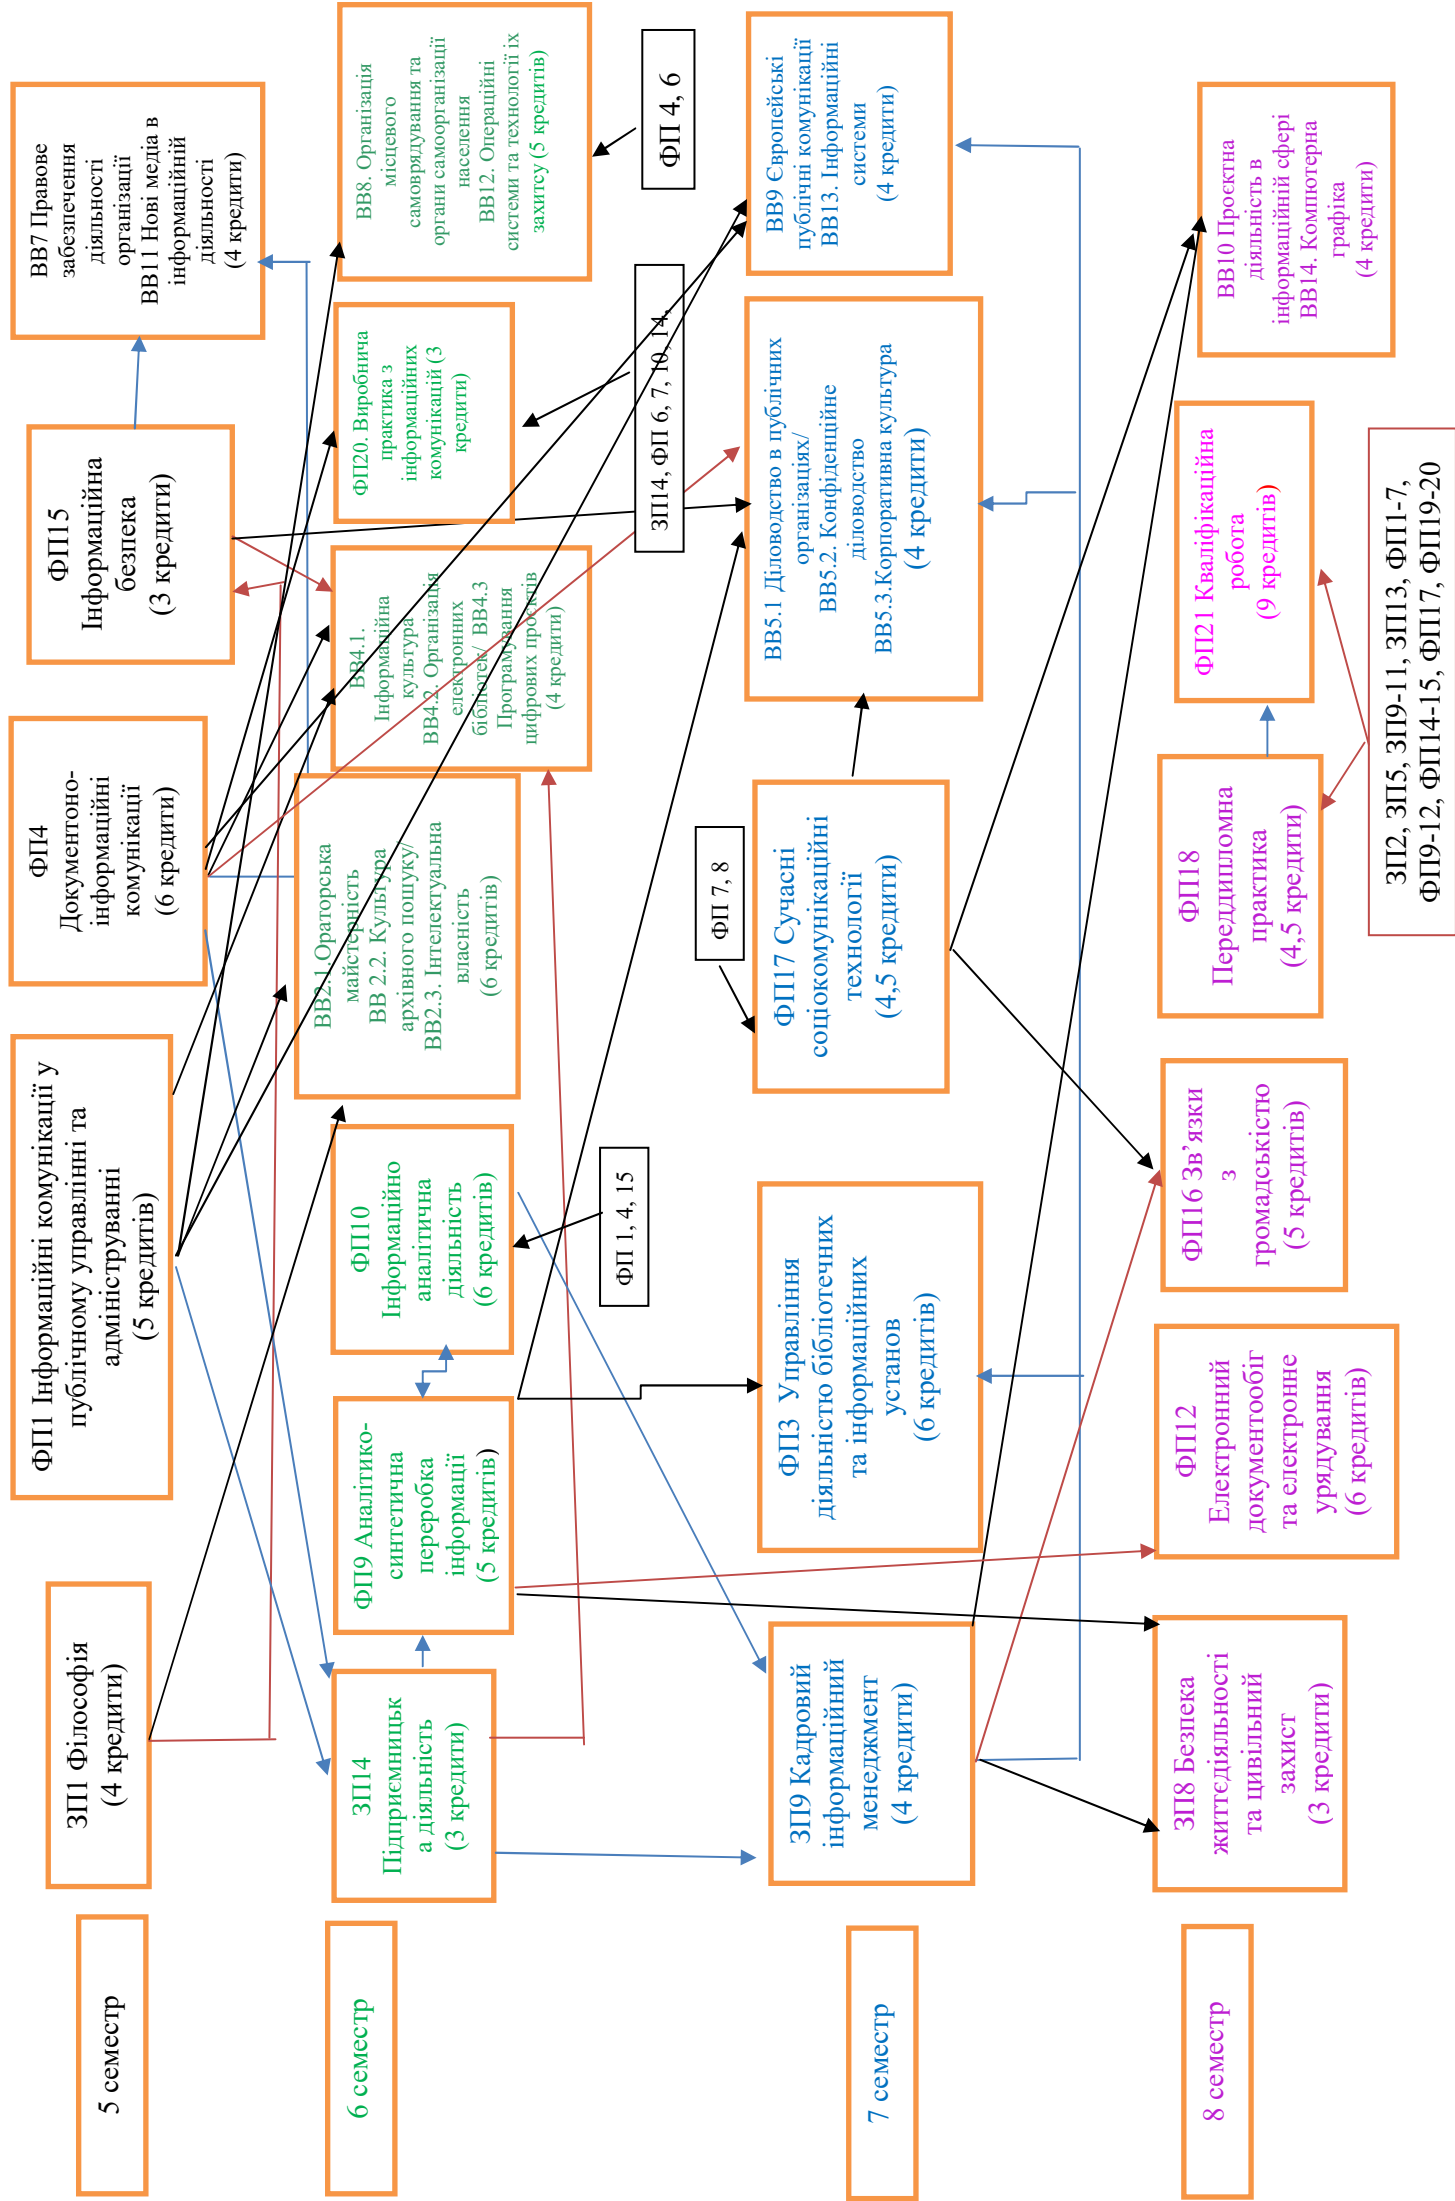 5 семестр
ЗП1 Філософія
(4 кредити)
ФП1 Інформаційні комунікації у
публічному управлінні та
адмініструванні
(5 кредитів)
ФП4
Документоно-
інформаційні
комунікації
(6 кредити)
ФП15
Інформаційна
безпека
(3 кредити)
ВВ7 Правове
забезпечення
діяльності
організації
ВВ11 Нові медіа в
інформаційній
діяльності
(4 кредити)
6 семестр
ЗП14
Підприємницьк
а діяльність
(3 кредити)
ФП9 Аналітико-
синтетична
переробка
інформації
(5 кредитів)
ФП10
Інформаційно
аналітична
діяльність
(6 кредитів)
ВВ2.1.Ораторська
майстерність
ВВ 2.2. Культура
архівного пошуку/
ВВ2.3. Інтелектуальна
власність
(6 кредитів)
ВВ4.1.
Інформаційна
культура
ВВ4.2. Організація
електронних
бібліотек/ ВВ4.3
Програмування
цифрових проєктів
(4 кредити)
ФП20. Виробнича
практика з
інформаційних
комунікацій (3
кредити)
ВВ8. Організація
місцевого
самоврядування та
органи самоорганізації
населення
ВВ12. Операційні
системи та технології їх
захитсу (5 кредитів)
ФП 1, 4, 15
ЗП14, ФП 6, 7, 10, 14,
ФП 4, 6
7 семестр
ЗП9 Кадровий
інформаційний
менеджмент
(4 кредити)
ФП3 Управління
діяльністю бібліотечних
та інформаційних
установ
(6 кредитів)
ФП 7, 8
ФП17 Сучасні
соціокомунікаційні
технології
(4,5 кредити)
ВВ5.1 Діловодство в публічних
організаціях/
ВВ5.2. Конфіденційне
діловодство
ВВ5.3.Корпоративна культура
(4 кредити)
ВВ9 Європейські
публічні комунікації
ВВ13. Інформаційні
системи
(4 кредити)
8 семестр
ЗП8 Безпека
життєдіяльності
та цивільний
захист
(3 кредити)
ФП12
Електронний
документообіг
та електронне
урядування
(6 кредитів)
ФП16 Зв’язки
з
громадськістю
(5 кредитів)
ФП18
Переддипломна
практика
(4,5 кредити)
ФП21 Кваліфікаційна
робота
(9 кредитів)
ВВ10 Проєктна
діяльність в
інформаційній сфері
ВВ14. Компютерна
графіка
(4 кредити)
ЗП2, ЗП5, ЗП9-11, ЗП13, ФП1-7,
ФП9-12, ФП14-15, ФП17, ФП19-20